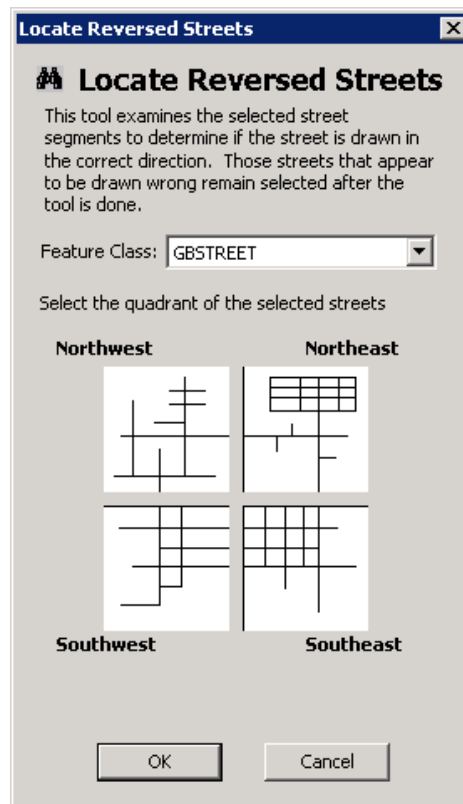 Locate Reversed Streets
Locate Reversed Streets
This tool examines the selected street
segments to determine if the street is drawn in
the correct direction. Those streets that appear
to be drawn wrong remain selected after the
tool is done.
Feature Class: GBSTREET
Select the quadrant of the selected streets
Northwest Northeast
Southwest Southeast
OK Cancel